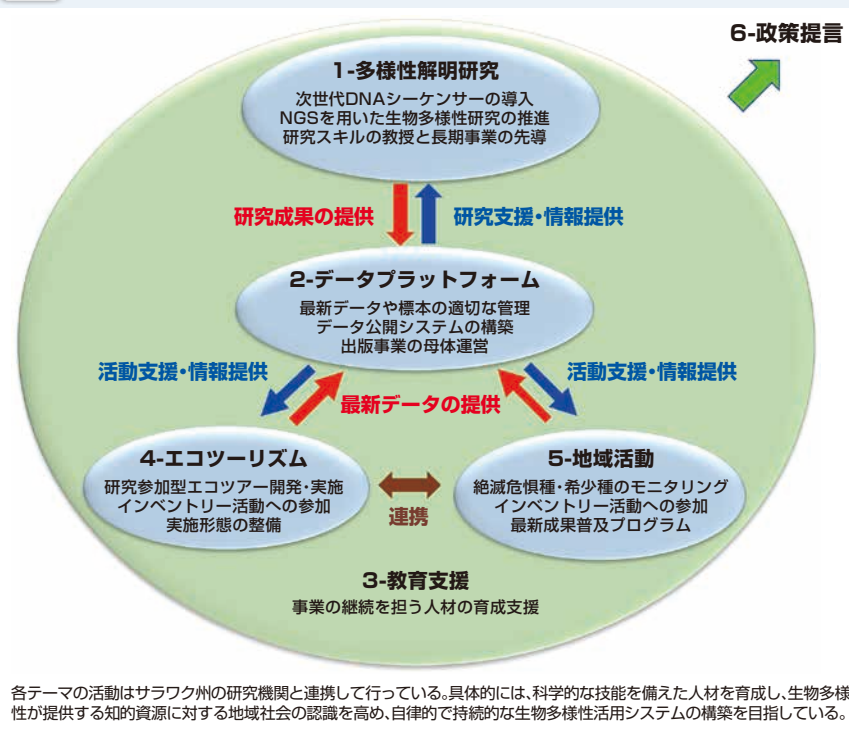 6-政策提言
1-多様性解明研究
次世代DNAシーケンサーの導入
NGSを用いた生物多様性研究の推進
研究スキルの教授と長期事業の先導
研究成果の提供
研究支援・情報提供
2-データプラットフォーム
最新データや標本の適切な管理
データ公開システムの構築
出版事業の母体運営
活動支援・情報提供
活動支援・情報提供
最新データの提供
4-エコツーリズム
研究参加型エコツアー開発・実施
インベントリー活動への参加
実施形態の整備
連携
5-地域活動
絶滅危惧種・希少種のモニタリング
インベントリー活動への参加
最新成果普及プログラム
3-教育支援
事業の継続を担う人材の育成支援
各テーマの活動はサラワク州の研究機関と連携して行っている。具体的には、科学的な技能を備えた人材を育成し、生物多様
性が提供する知的資源に対する地域社会の認識を高め、自律的で持続的な生物多様性活用システムの構築を目指している。